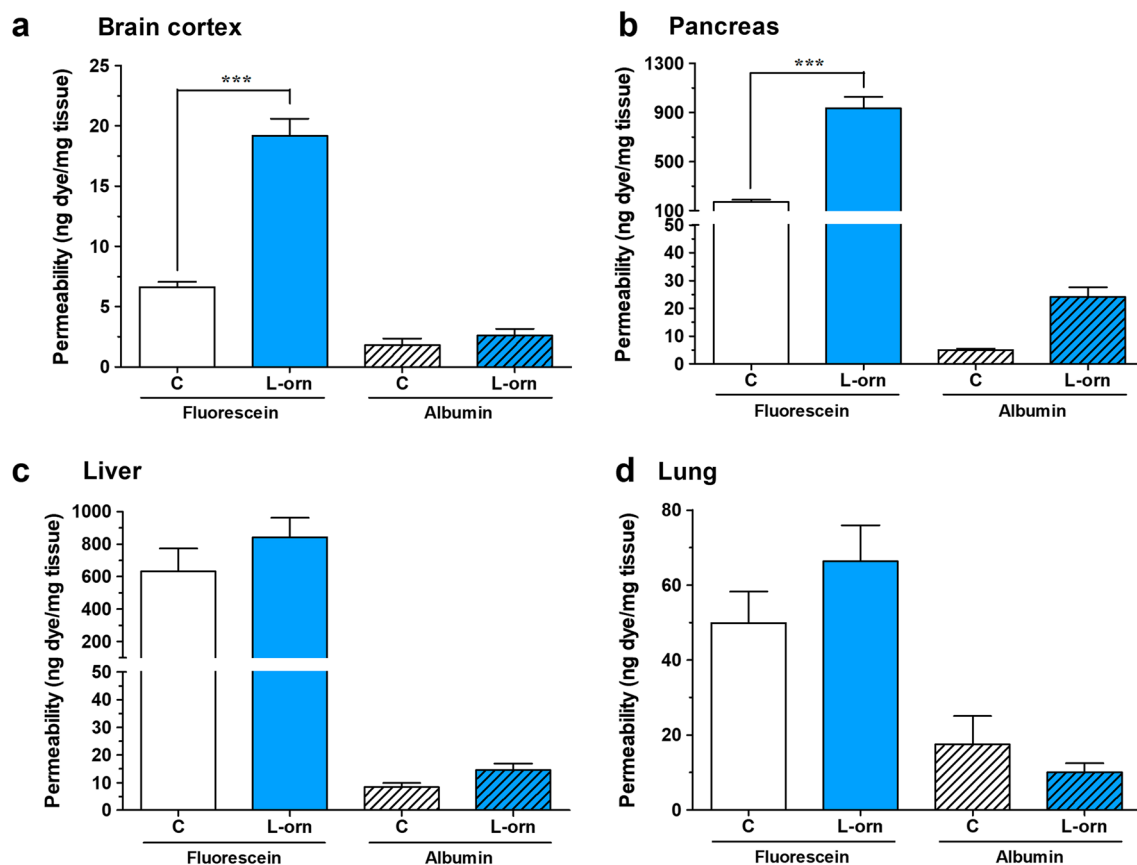 a Brain cortex
Permeability (ng dye/mg tissue)
25
20
15
10
5
0
***
C L-orn C L-orn
Fluorescein Albumin
b Pancreas
Permeability (ng dye/mg tissue)
1300
900
500
100
50
40
30
20
10
0
***
C L-orn C L-orn
Fluorescein Albumin
c Liver
Permeability (ng dye/mg tissue)
1000
800
600
400
200
50
40
30
20
10
0
C L-orn C L-orn
Fluorescein Albumin
d Lung
Permeability (ng dye/mg tissue)
80
60
40
20
0
C L-orn C L-orn
Fluorescein Albumin